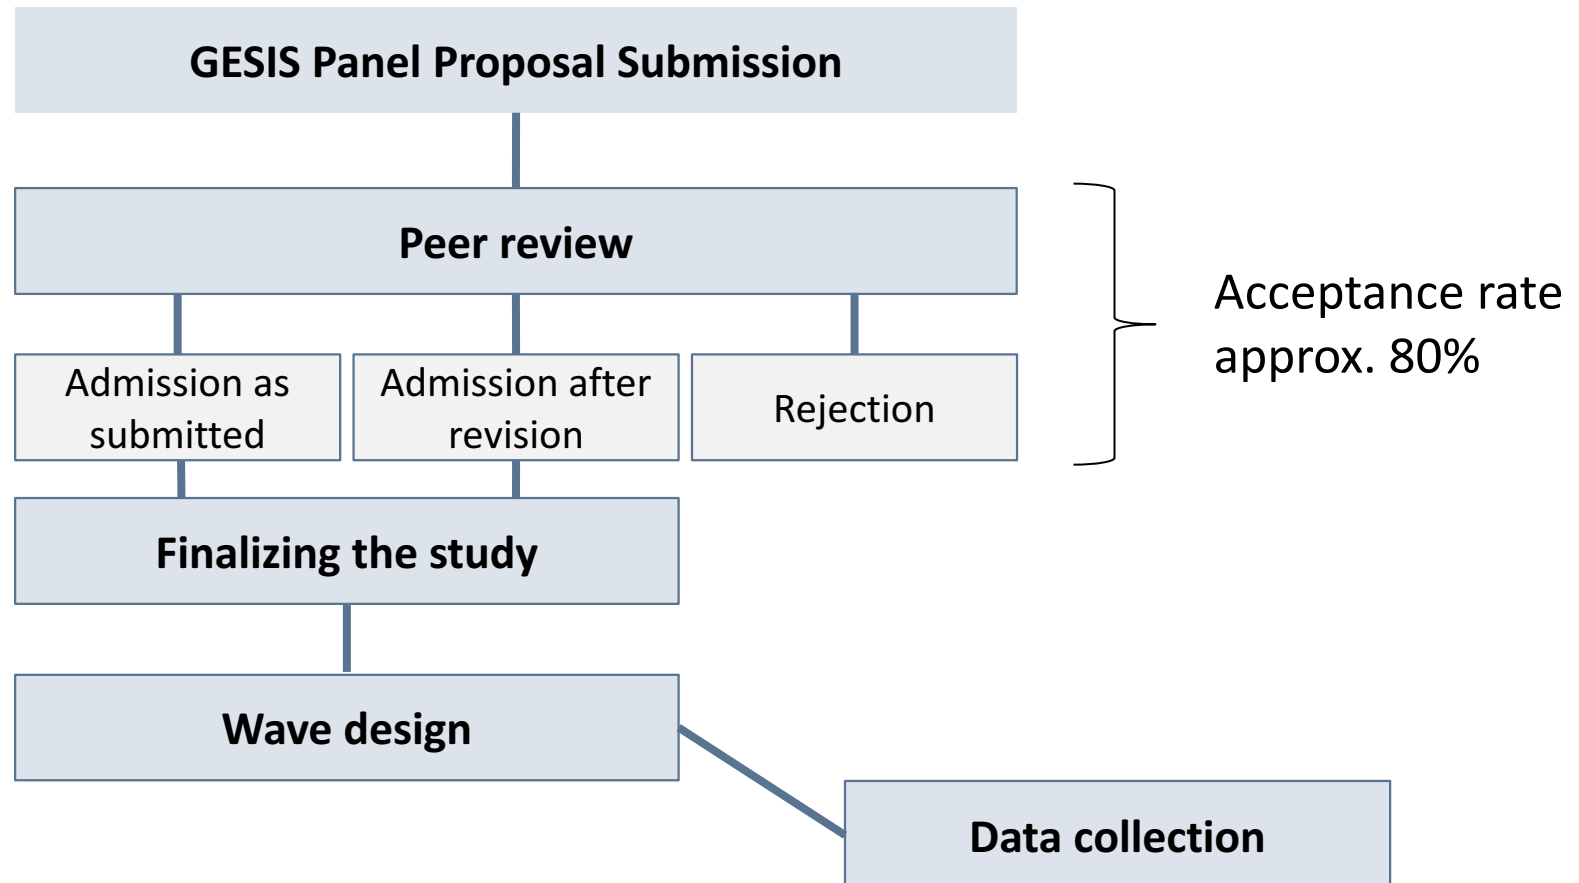 GESIS Panel Proposal Submission
Peer review
Acceptance rate
approx. 80%
Admission as
submitted
Admission after
revision
Rejection
Finalizing the study
Wave design
Data collection